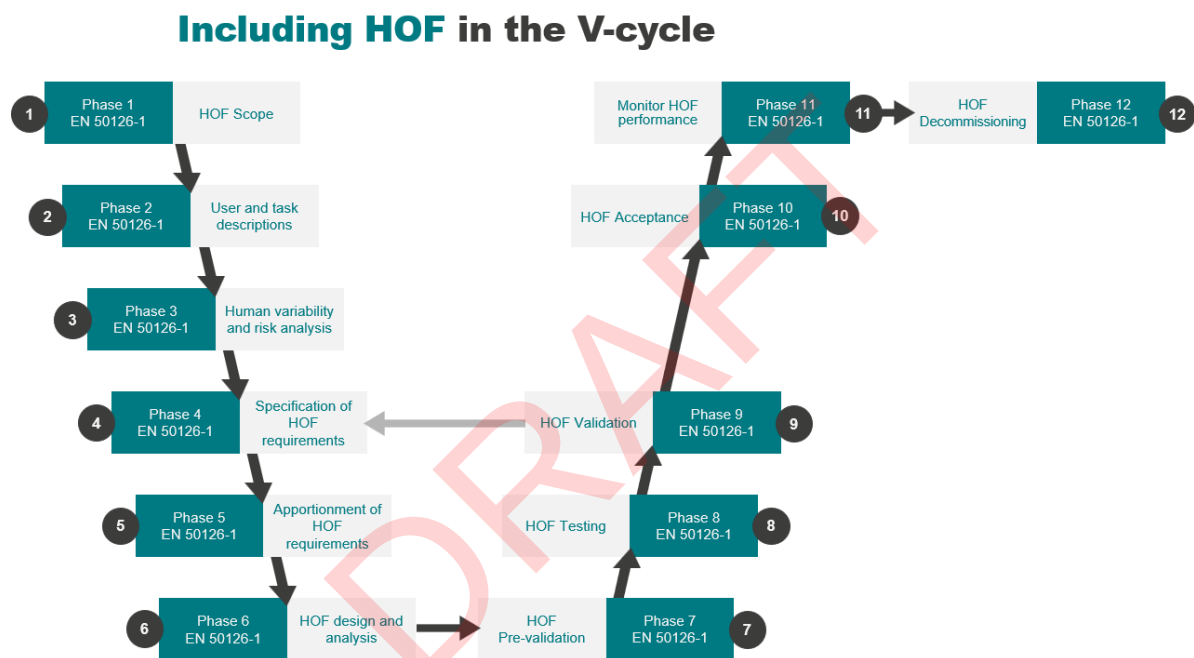 Including HOF in the V-cycle
1
Phase 1
EN 50126-1
HOF Scope
2
Phase 2
EN 50126-1
User and task
descriptions
3
Phase 3
EN 50126-1
Human variability
and risk analysis
4
Phase 4
EN 50126-1
Specification of
HOF
requirements
5
Phase 5
EN 50126-1
Apportionment of
HOF
requirements
6
Phase 6
EN 50126-1
HOF design and
analysis
HOF
Pre-validation
Phase 7
EN 50126-1
7
HOF Testing
Phase 8
EN 50126-1
8
HOF Validation
Phase 9
EN 50126-1
9
HOF Acceptance
Phase 10
EN 50126-1
10
Monitor HOF
performance
Phase 11
EN 50126-1
11
HOF
Decommissioning
Phase 12
EN 50126-1
12
DRAFT